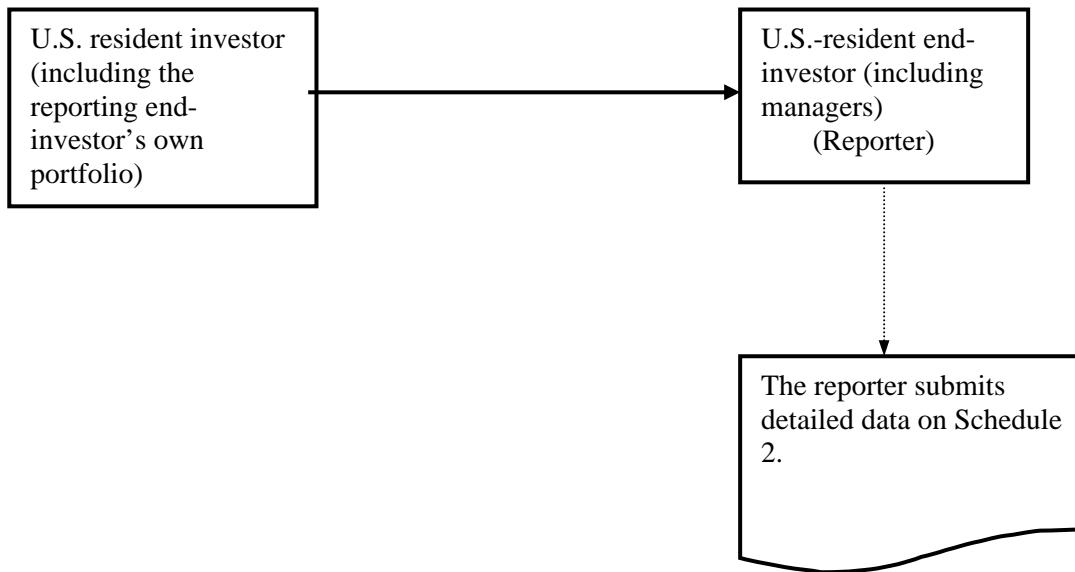 U.S. resident investor
(including the
reporting end-
investor’s own
portfolio)
U.S.-resident end-
investor (including
managers)
(Reporter)
The reporter submits
detailed data on Schedule
2.